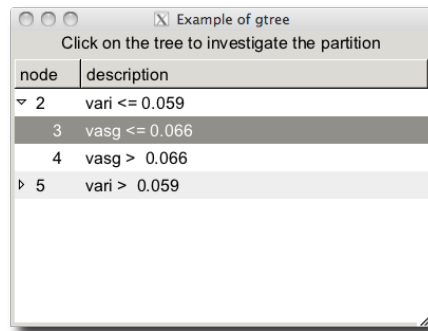 Example of gtree
Click on the tree to investigate the partition
node description
2 vari <= 0.059
3 vasg <= 0.066
4 vasg > 0.066
5 vari > 0.059